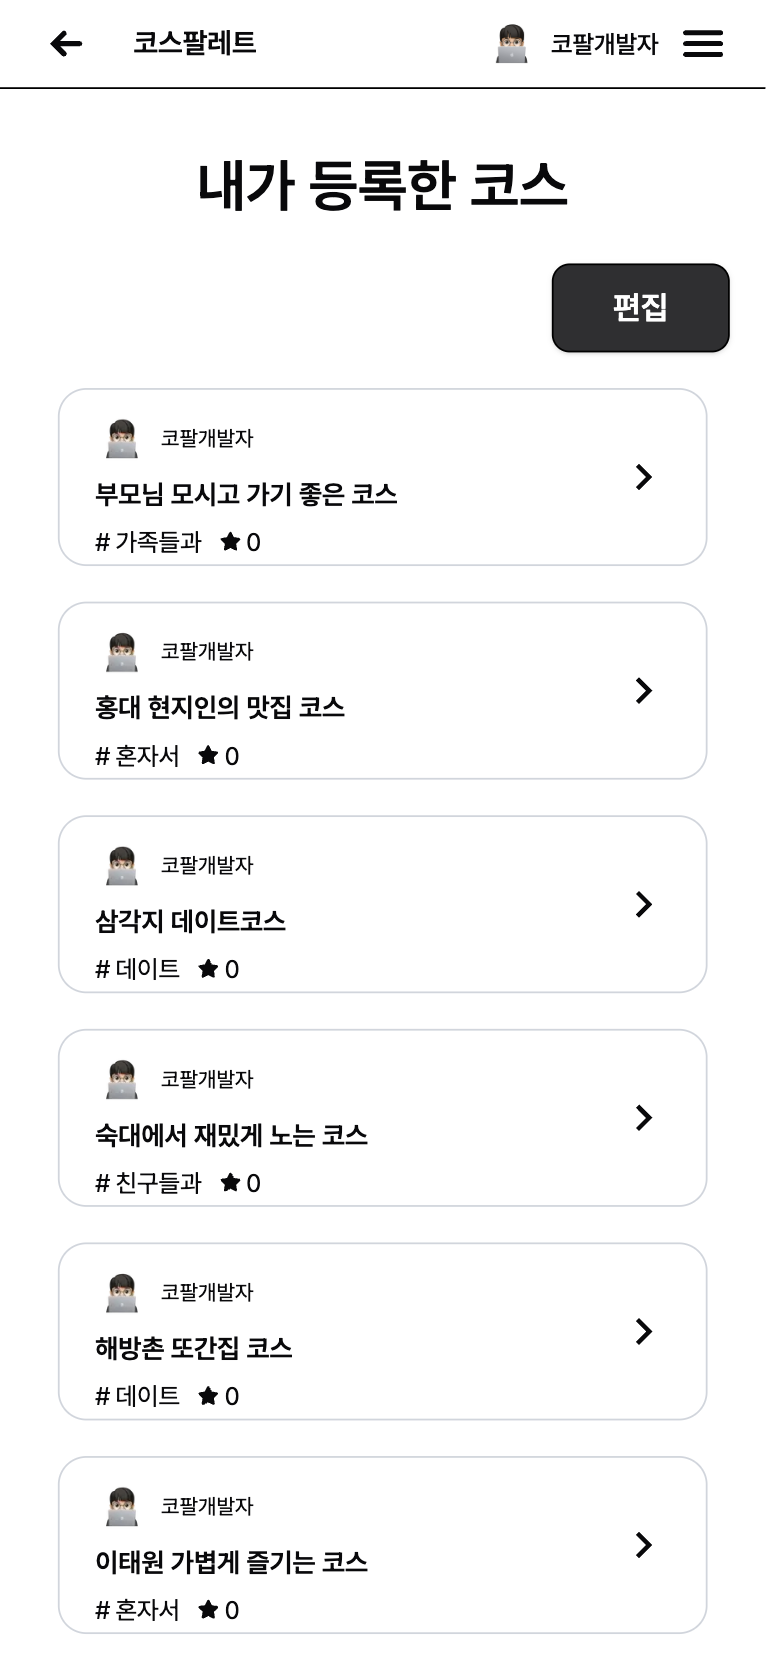 코스팔레트
코팔개발자
내가 등록한 코스
편집
코팔개발자
부모님 모시고 가기 좋은 코스
# 가족들과 ★ 0
코팔개발자
홍대 현지인의 맛집 코스
# 혼자서 ★ 0
코팔개발자
삼각지 데이트코스
# 데이트 ★ 0
코팔개발자
숙대에서 재밌게 노는 코스
# 친구들과 ★ 0
코팔개발자
해방촌 또간집 코스
# 데이트 ★ 0
코팔개발자
이태원 가볍게 즐기는 코스
# 혼자서 ★ 0